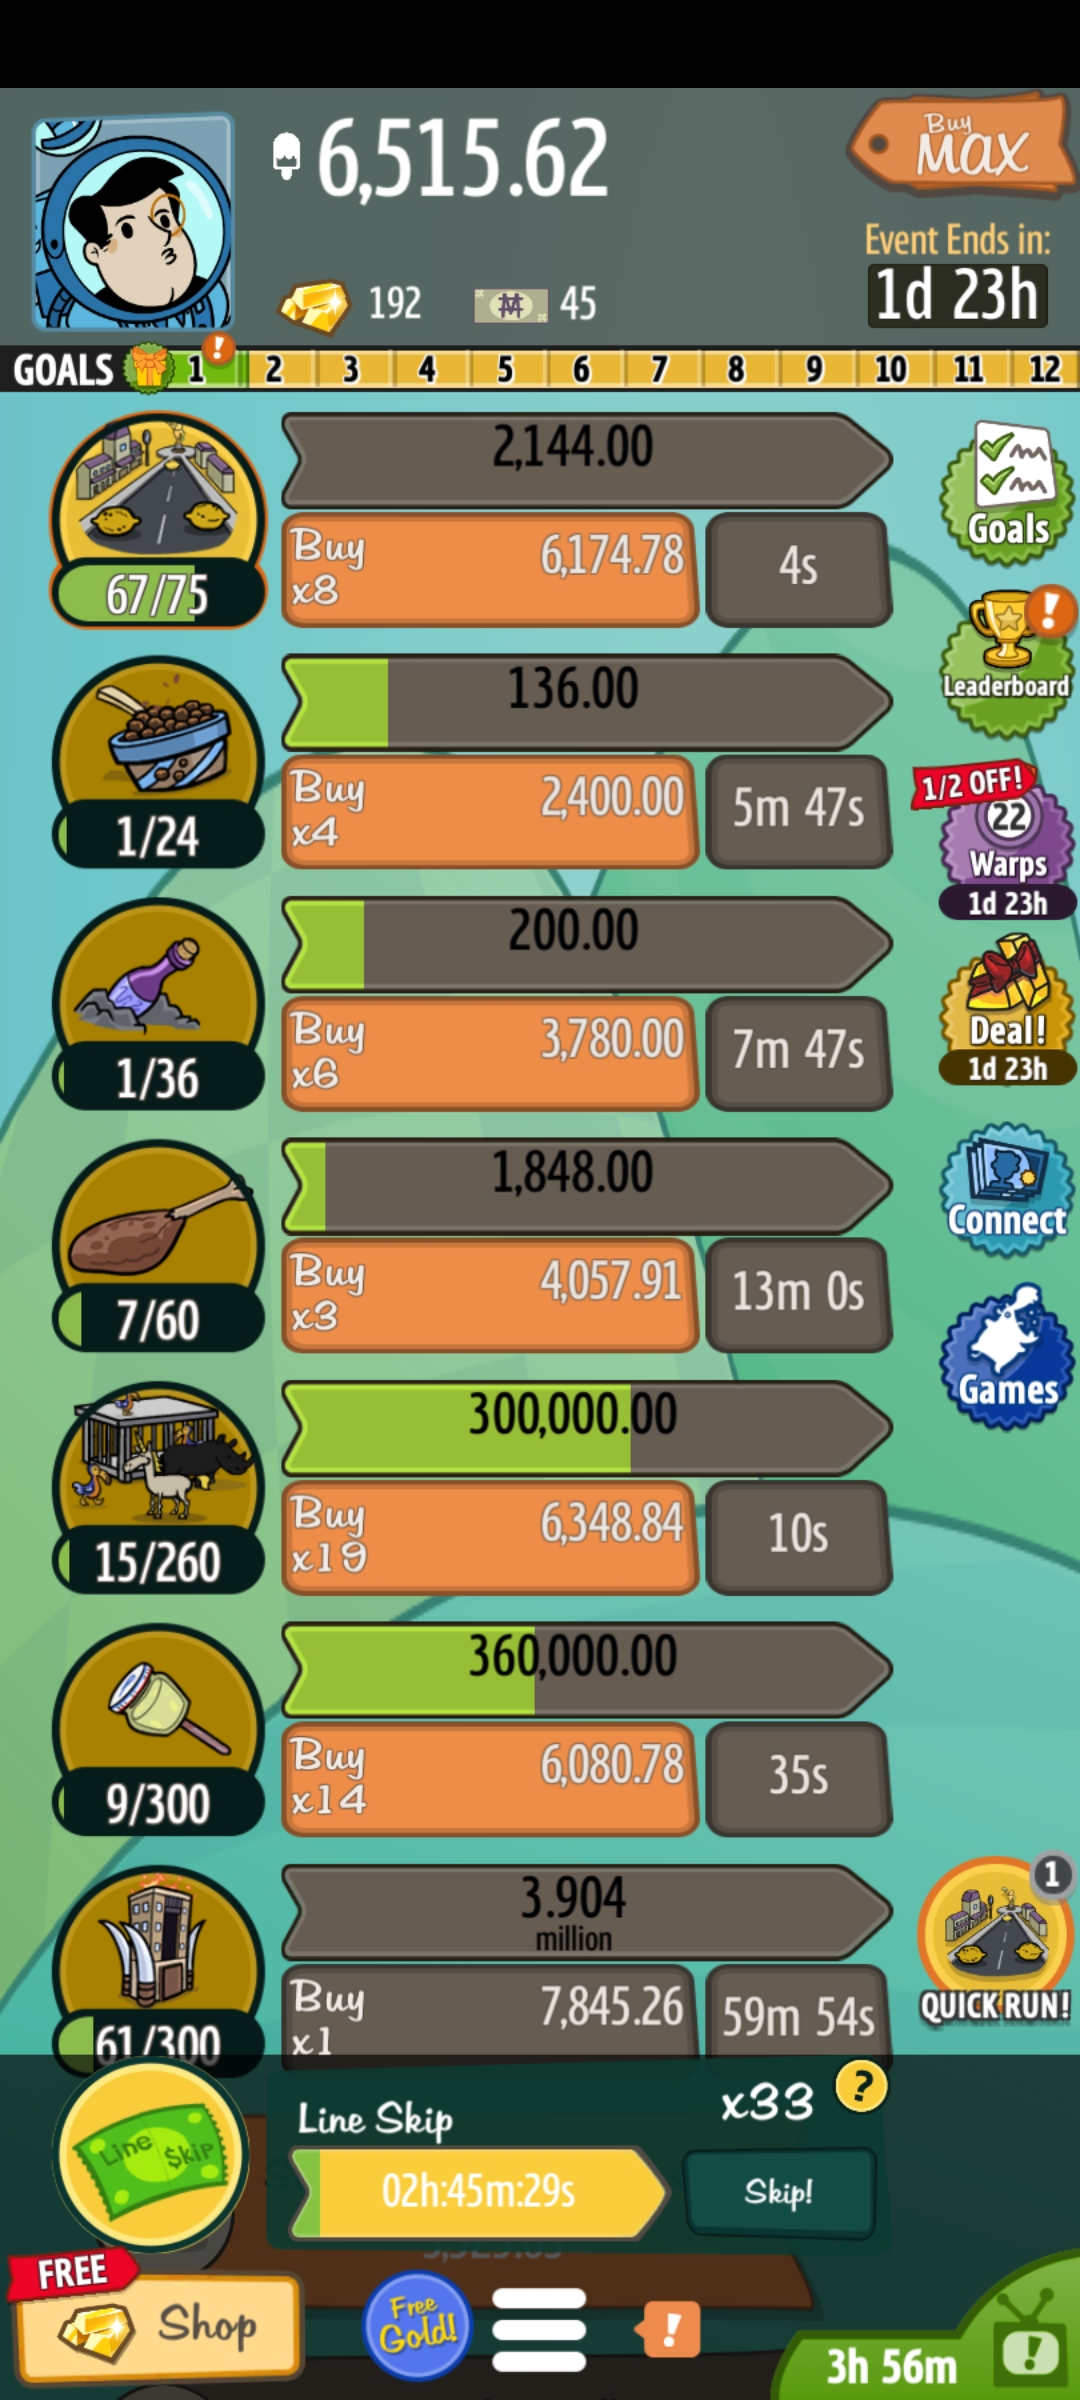 6,515.62
Buy
MAX
Event Ends in:
1d 23h
192
45
GOALS 1 ! 2 3 4 5 6 7 8 9 10 11 12
2,144.00
Buy
x8
6,174.78
4s
67/75
Goals
136.00
Buy
x4
2,400.00
5m 47s
1/24
!
Leaderboard
200.00
Buy
x6
3,780.00
7m 47s
1/36
1/2 OFF!
22
Warps
1d 23h
Deal!
1d 23h
1,848.00
Buy
x3
4,057.91
13m 0s
7/60
Connect
300,000.00
Buy
x19
6,348.84
10s
15/260
Games
360,000.00
Buy
x14
6,080.78
35s
9/300
3.904
million
Buy
x1
7,845.26
59m 54s
61/300
1
QUICK RUN!
Line Skip
x33
?
Line $kip
02h:45m:29s
Skip!
FREE
Shop
Free
Gold!
!
3h 56m
!